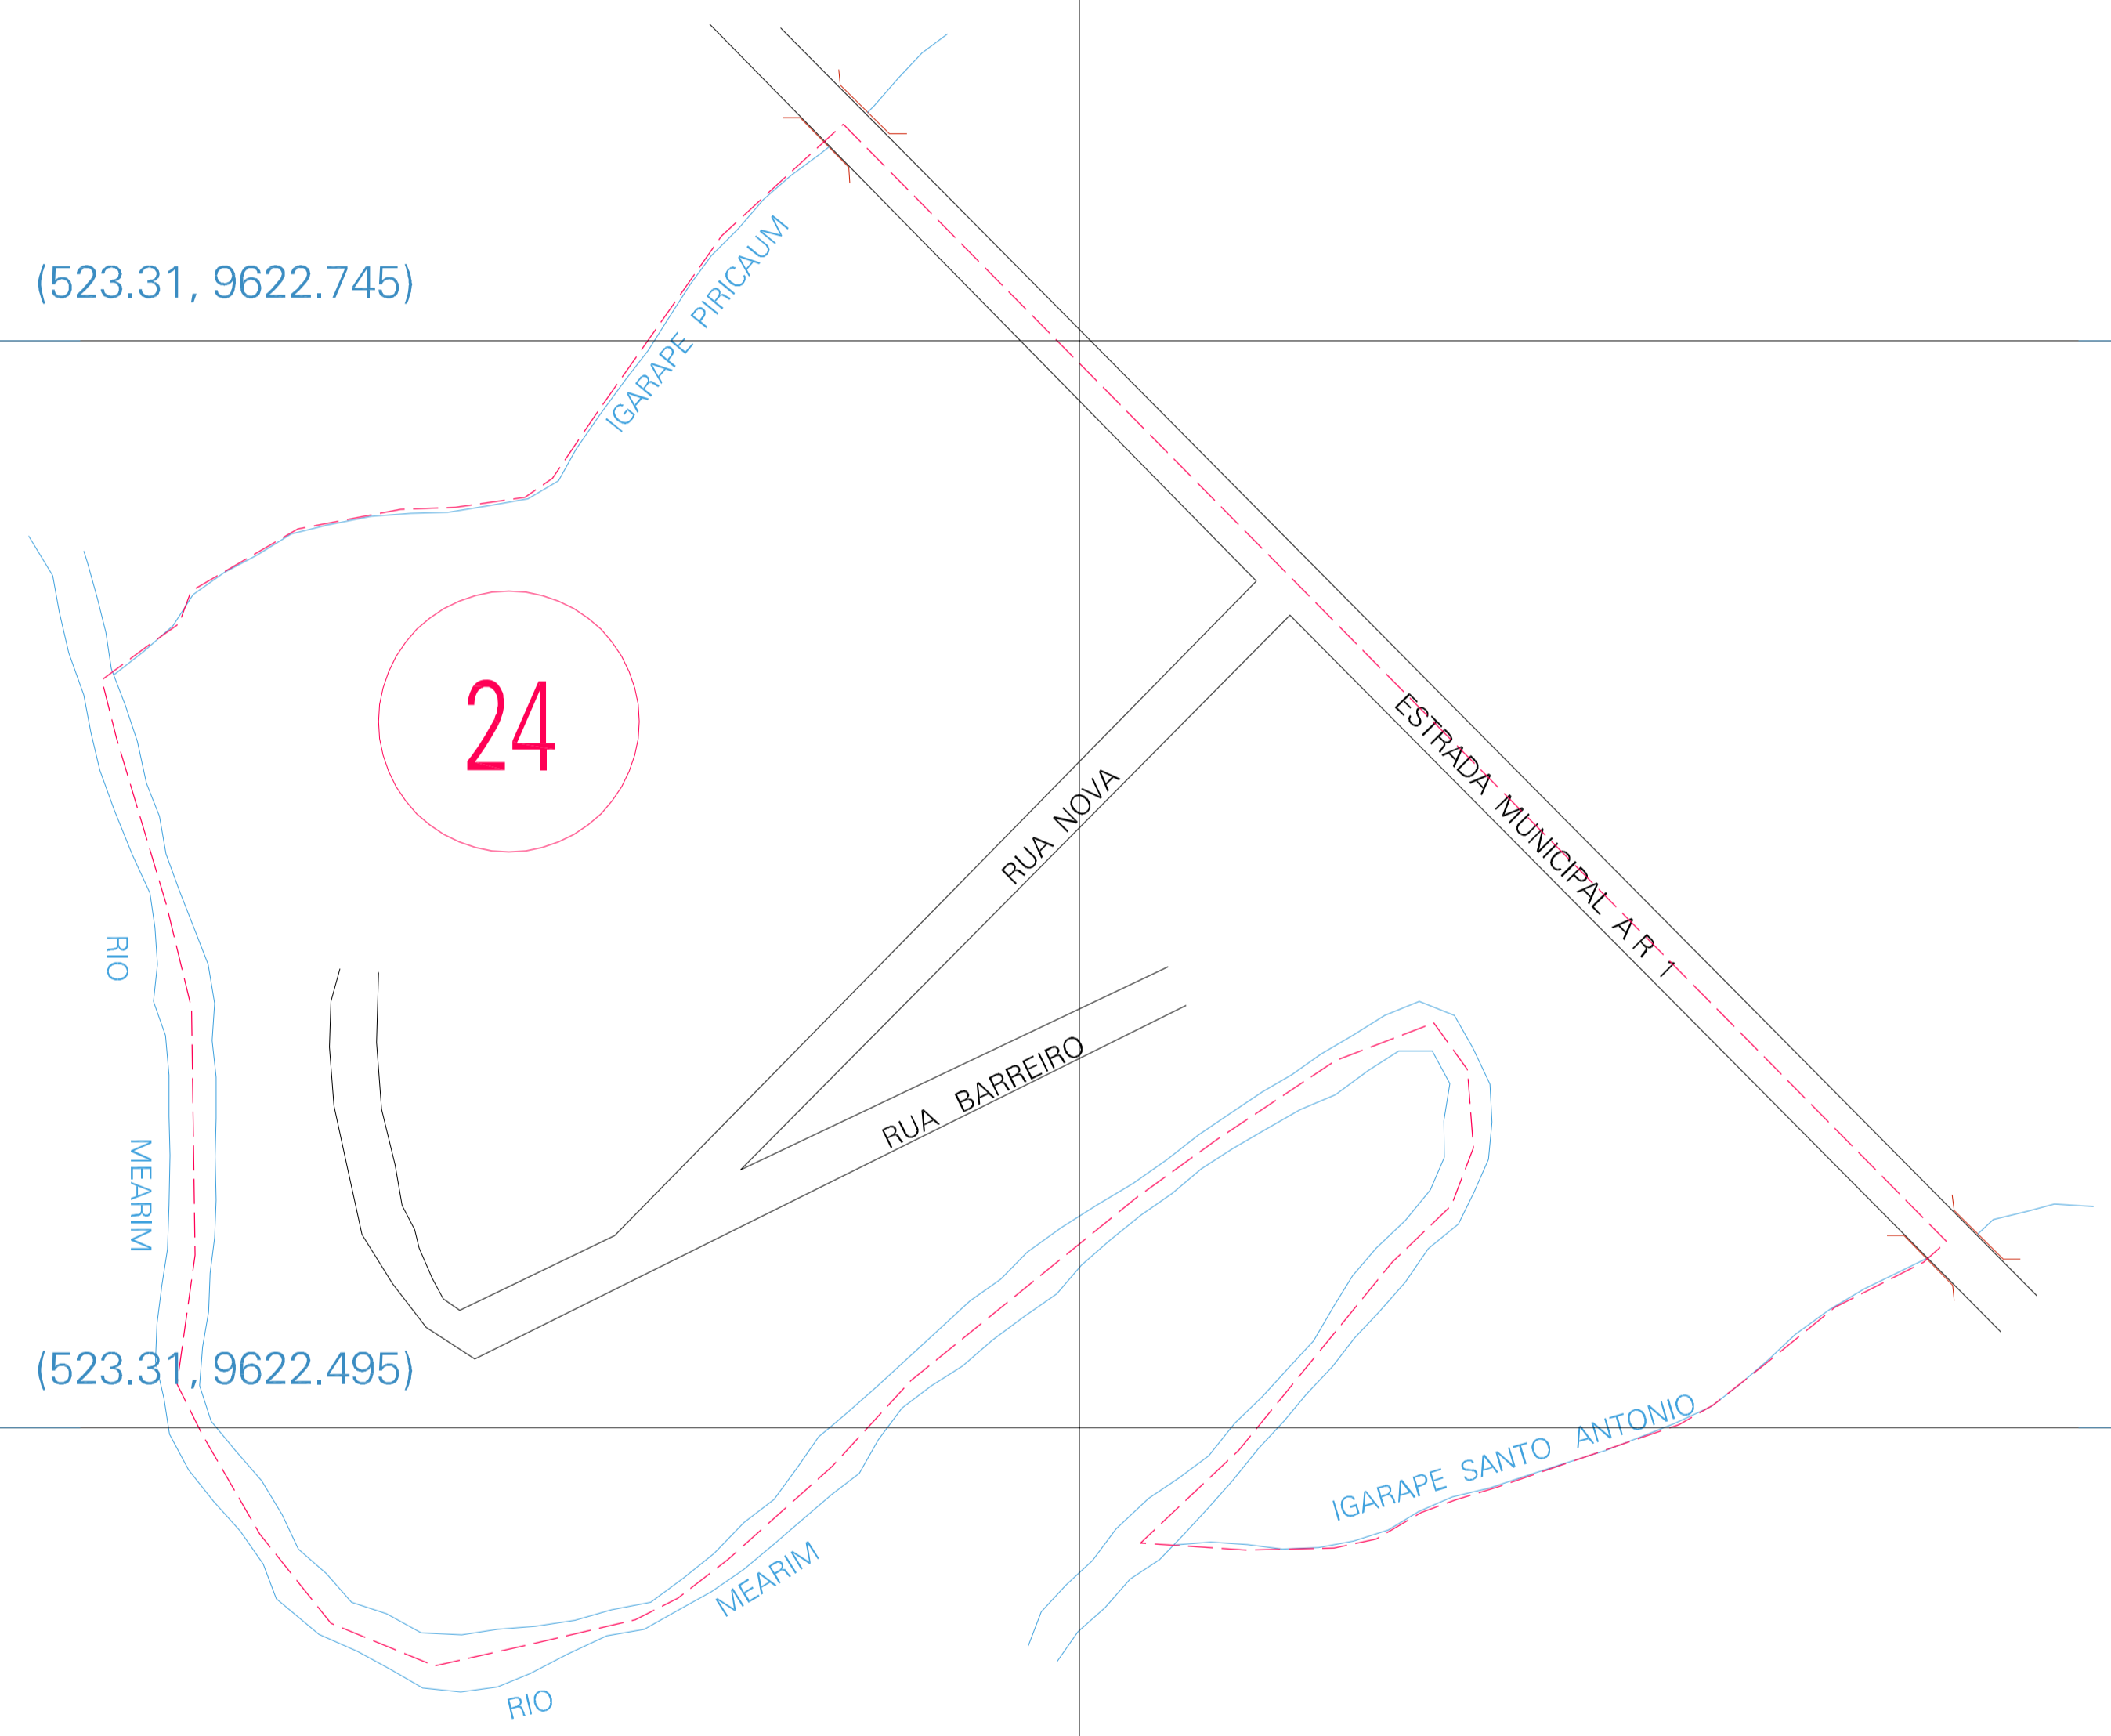 (523.31, 9622.745)
IGARAPE PIRICAUM
24
RUA NOVA
ESTRADA MUNICIPAL A R 1
RIO
MEARIM
RUA BARREIRO
(523.31, 9622.495)
IGARAPE SANTO ANTONIO
MEARIM
RIO